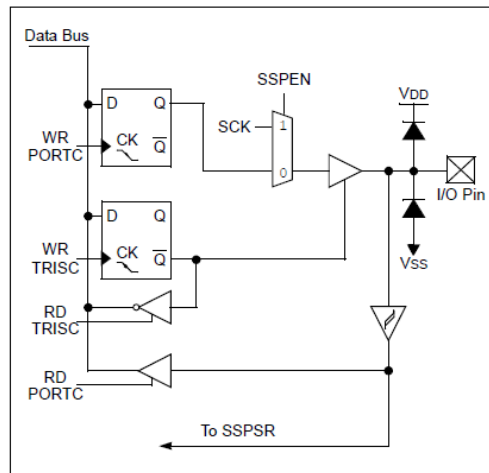 Data Bus
D Q
SSPEN
VDD
SCK
1
WR
PORTC
CK
Q
0
I/O Pin
D Q
WR
TRISC
CK
Q
VSS
RD
TRISC
RD
PORTC
To SSPSR